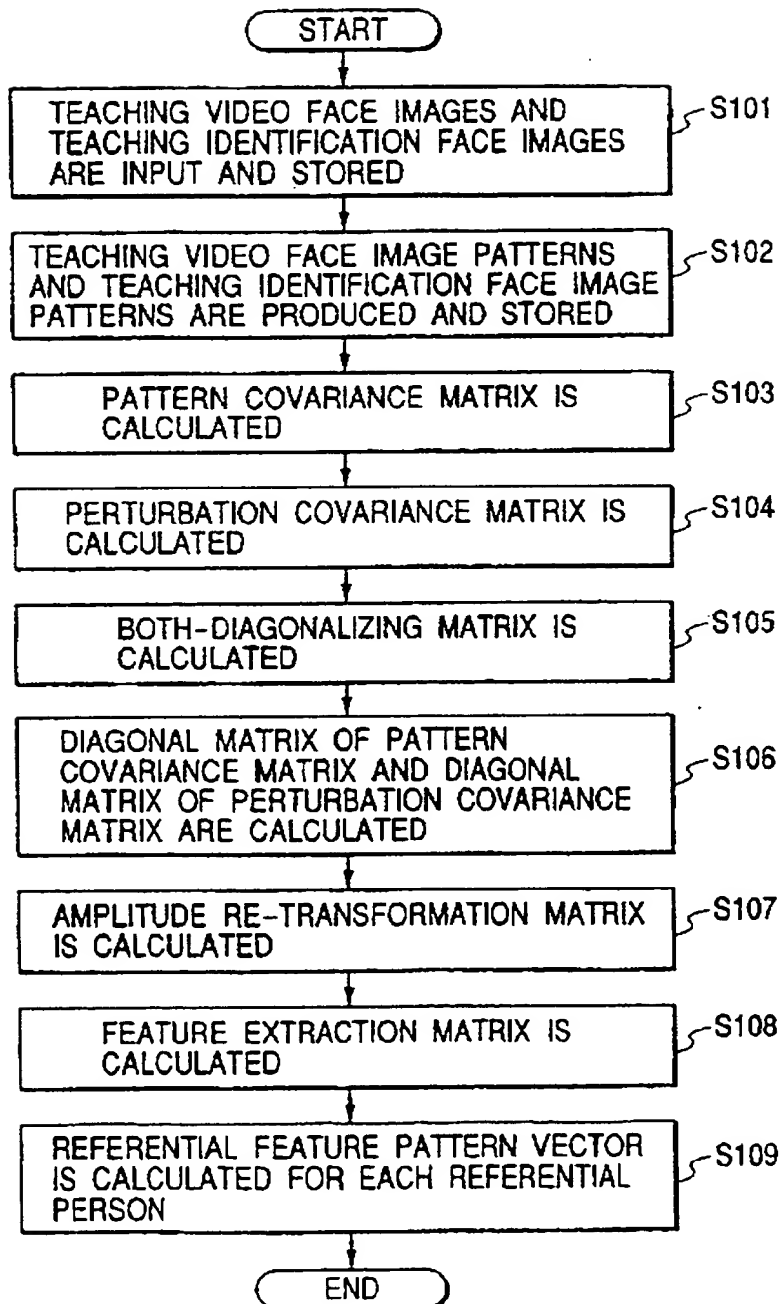 START
TEACHING VIDEO FACE IMAGES AND
TEACHING IDENTIFICATION FACE IMAGES
ARE INPUT AND STORED
S101
TEACHING VIDEO FACE IMAGE PATTERNS
AND TEACHING IDENTIFICATION FACE IMAGE
PATTERNS ARE PRODUCED AND STORED
S102
PATTERN COVARIANCE MATRIX IS
CALCULATED
S103
PERTURBATION COVARIANCE MATRIX IS
CALCULATED
S104
BOTH-DIAGONALIZING MATRIX IS
CALCULATED
S105
DIAGONAL MATRIX OF PATTERN
COVARIANCE MATRIX AND DIAGONAL
MATRIX OF PERTURBATION COVARIANCE
MATRIX ARE CALCULATED
S106
AMPLITUDE RE-TRANSFORMATION MATRIX
IS CALCULATED
S107
FEATURE EXTRACTION MATRIX IS
CALCULATED
S108
REFERENTIAL FEATURE PATTERN VECTOR
IS CALCULATED FOR EACH REFERENTIAL
PERSON
S109
END